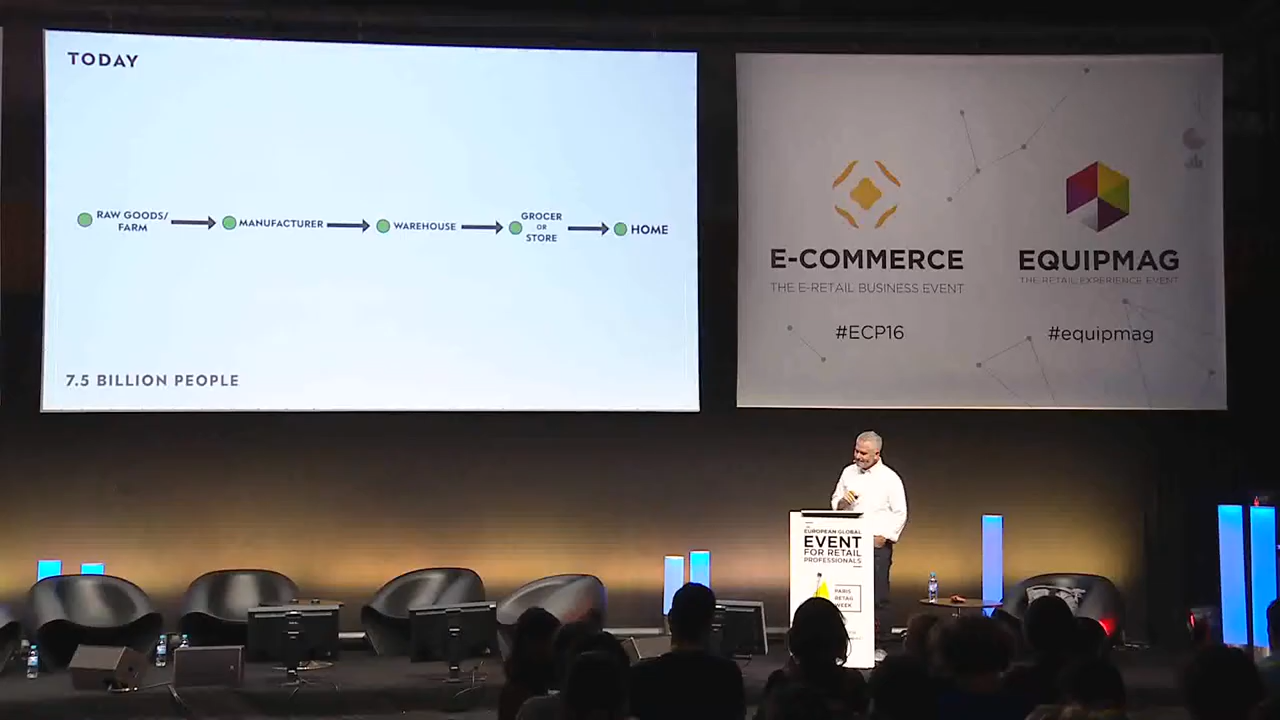 TODAY
RAW GOODS/
FARM
MANUFACTURER
WAREHOUSE
GROCER
OR
STORE
HOME
7.5 BILLION PEOPLE
E-COMMERCE
THE E-RETAIL BUSINESS EVENT
#ECP16
EQUIPMAG
THE RETAIL EXPERIENCE EVENT
#equipmag
EUROPEAN GLOBAL
EVENT
FOR RETAIL
PROFESSIONALS
PARIS
RETAIL
WEEK